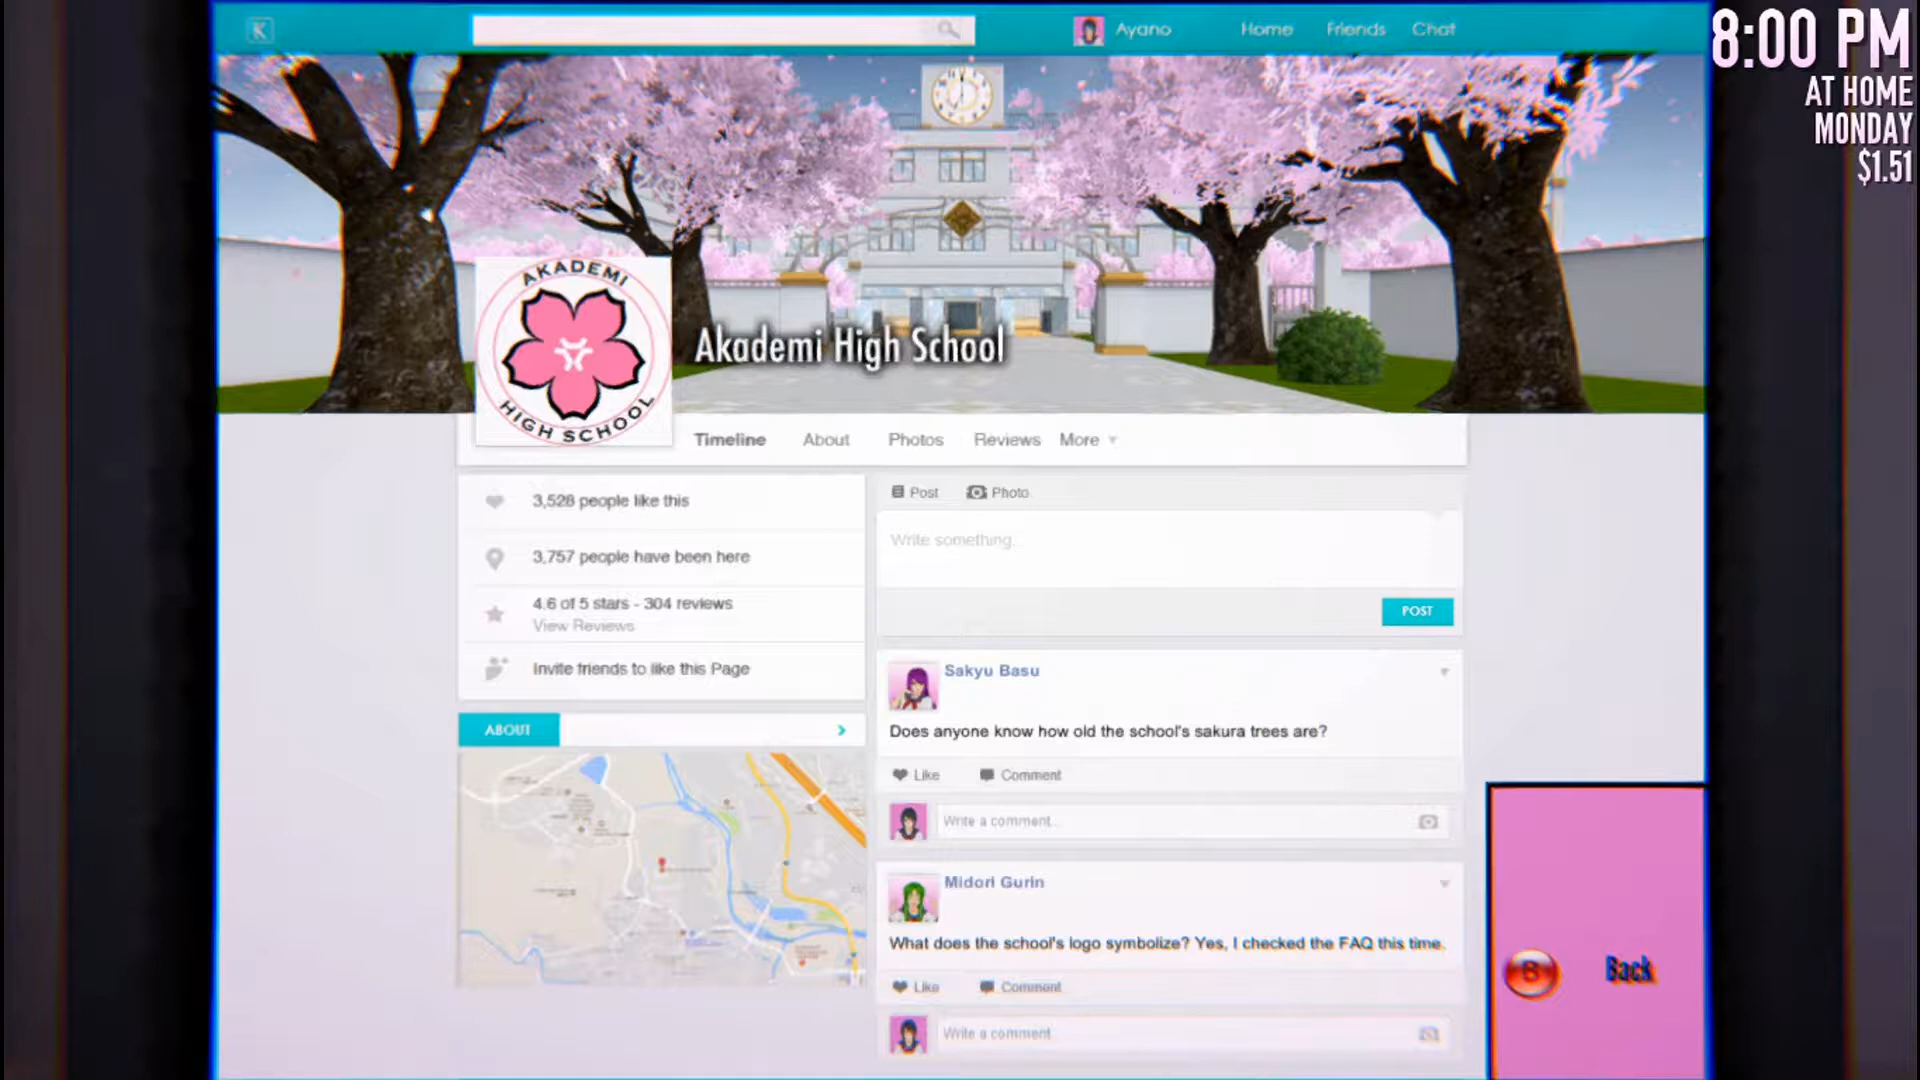 K
Ayano
Home
Friends
Chat
8:00 PM
AT HOME
MONDAY
$1.51
AKADEMI
HIGH SCHOOL
Akademi High School
Timeline
About
Photos
Reviews
More
3,528 people like this
3,757 people have been here
4.6 of 5 stars - 304 reviews
View Reviews
Invite friends to like this Page
ABOUT
Post
Photo
Write something...
POST
Sakyu Basu
Does anyone know how old the school's sakura trees are?
Like
Comment
Write a comment...
Midori Gurin
What does the school's logo symbolize? Yes, I checked the FAQ this time.
Like
Comment
Write a comment...
B
Back